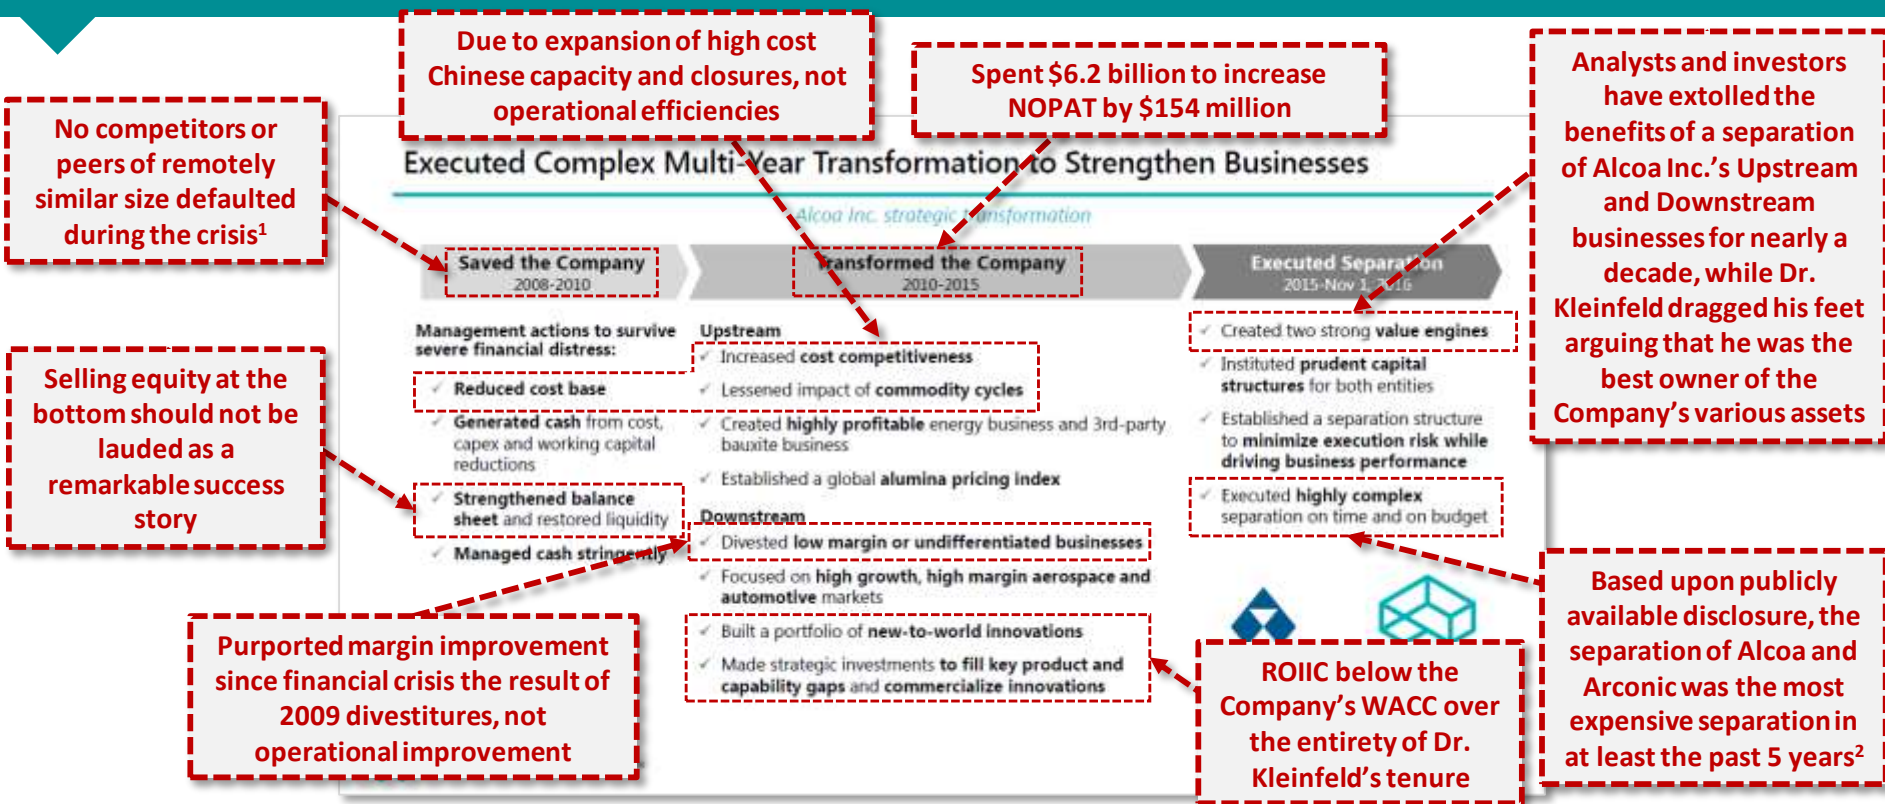 Due to expansion of high cost
Chinese capacity and closures, not
operational efficiencies
Spent $6.2 billion to increase
NOPAT by $154 million
Analysts and investors
have extolled the
benefits of a separation
of Alcoa Inc.'s Upstream
and Downstream
businesses for nearly a
decade, while Dr.
Kleinfeld dragged his feet
arguing that he was the
best owner of the
Company's various assets
No competitors or
peers of remotely
similar size defaulted
during the crisis1
Executed Complex Multi-Year Transformation to Strengthen Businesses
Alcoa Inc. strategic transformation
Saved the Company
2008-2010
Transformed the Company
2010-2015
Executed Separation
2015-Nov 1, 2016
Management actions to survive
severe financial distress:
✓ Reduced cost base
✓ Generated cash from cost,
capex and working capital
reductions
✓ Strengthened balance
sheet and restored liquidity
✓ Managed cash stringently
Upstream
✓ Increased cost competitiveness
✓ Lessened impact of commodity cycles
✓ Created highly profitable energy business and 3rd-party
bauxite business
✓ Established a global alumina pricing index
Downstream
✓ Divested low margin or undifferentiated businesses
✓ Focused on high growth, high margin aerospace and
automotive markets
✓ Built a portfolio of new-to-world innovations
✓ Made strategic investments to fill key product and
capability gaps and commercialize innovations
✓ Created two strong value engines
✓ Instituted prudent capital
structures for both entities
✓ Established a separation structure
to minimize execution risk while
driving business performance
✓ Executed highly complex
separation on time and on budget
Selling equity at the
bottom should not be
lauded as a
remarkable success
story
Purported margin improvement
since financial crisis the result of
2009 divestitures, not
operational improvement
ROIIC below the
Company's WACC over
the entirety of Dr.
Kleinfeld's tenure
Based upon publicly
available disclosure, the
separation of Alcoa and
Arconic was the most
expensive separation in
at least the past 5 years2